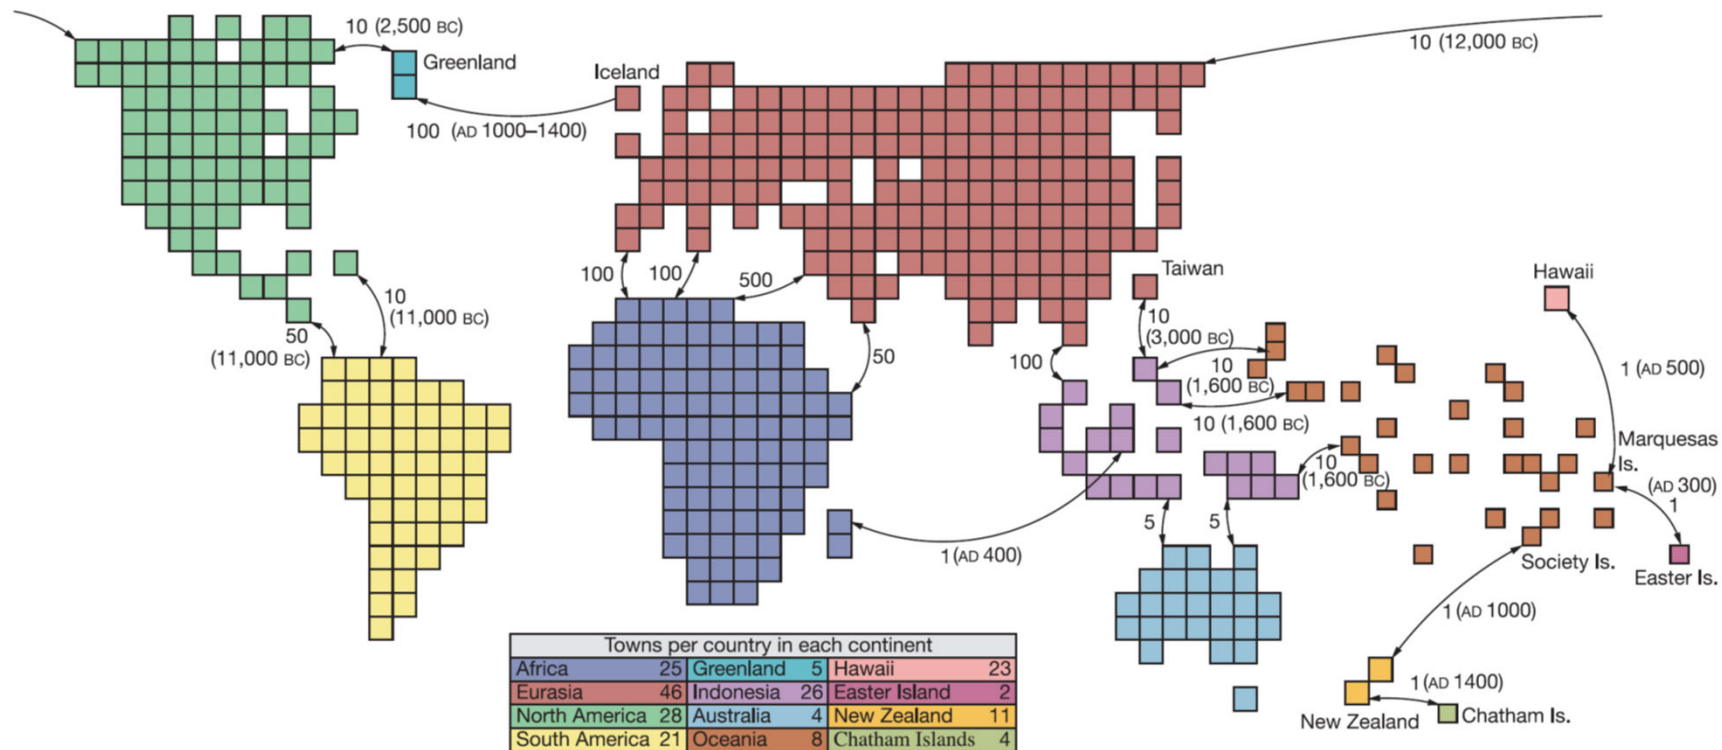 10 (2,500 BC)
Greenland
Iceland
100 (AD 1000–1400)
10 (12,000 BC)
100
100
500
10
(11,000 BC)
50
(11,000 BC)
50
100
Taiwan
10
(3,000 BC)
10
(1,600 BC)
10 (1,600 BC)
10
(1,600 BC)
Hawaii
1 (AD 500)
Marquesas
Is.
(AD 300)
1
5
5
1 (AD 400)
Society Is.
Easter Is.
1 (AD 1000)
1 (AD 1400)
New Zealand
Chatham Is.
Towns per country in each continent
Africa 25 Greenland 5 Hawaii 23
Eurasia 46 Indonesia 26 Easter Island 2
North America 28 Australia 4 New Zealand 11
South America 21 Oceania 8 Chatham Islands 4